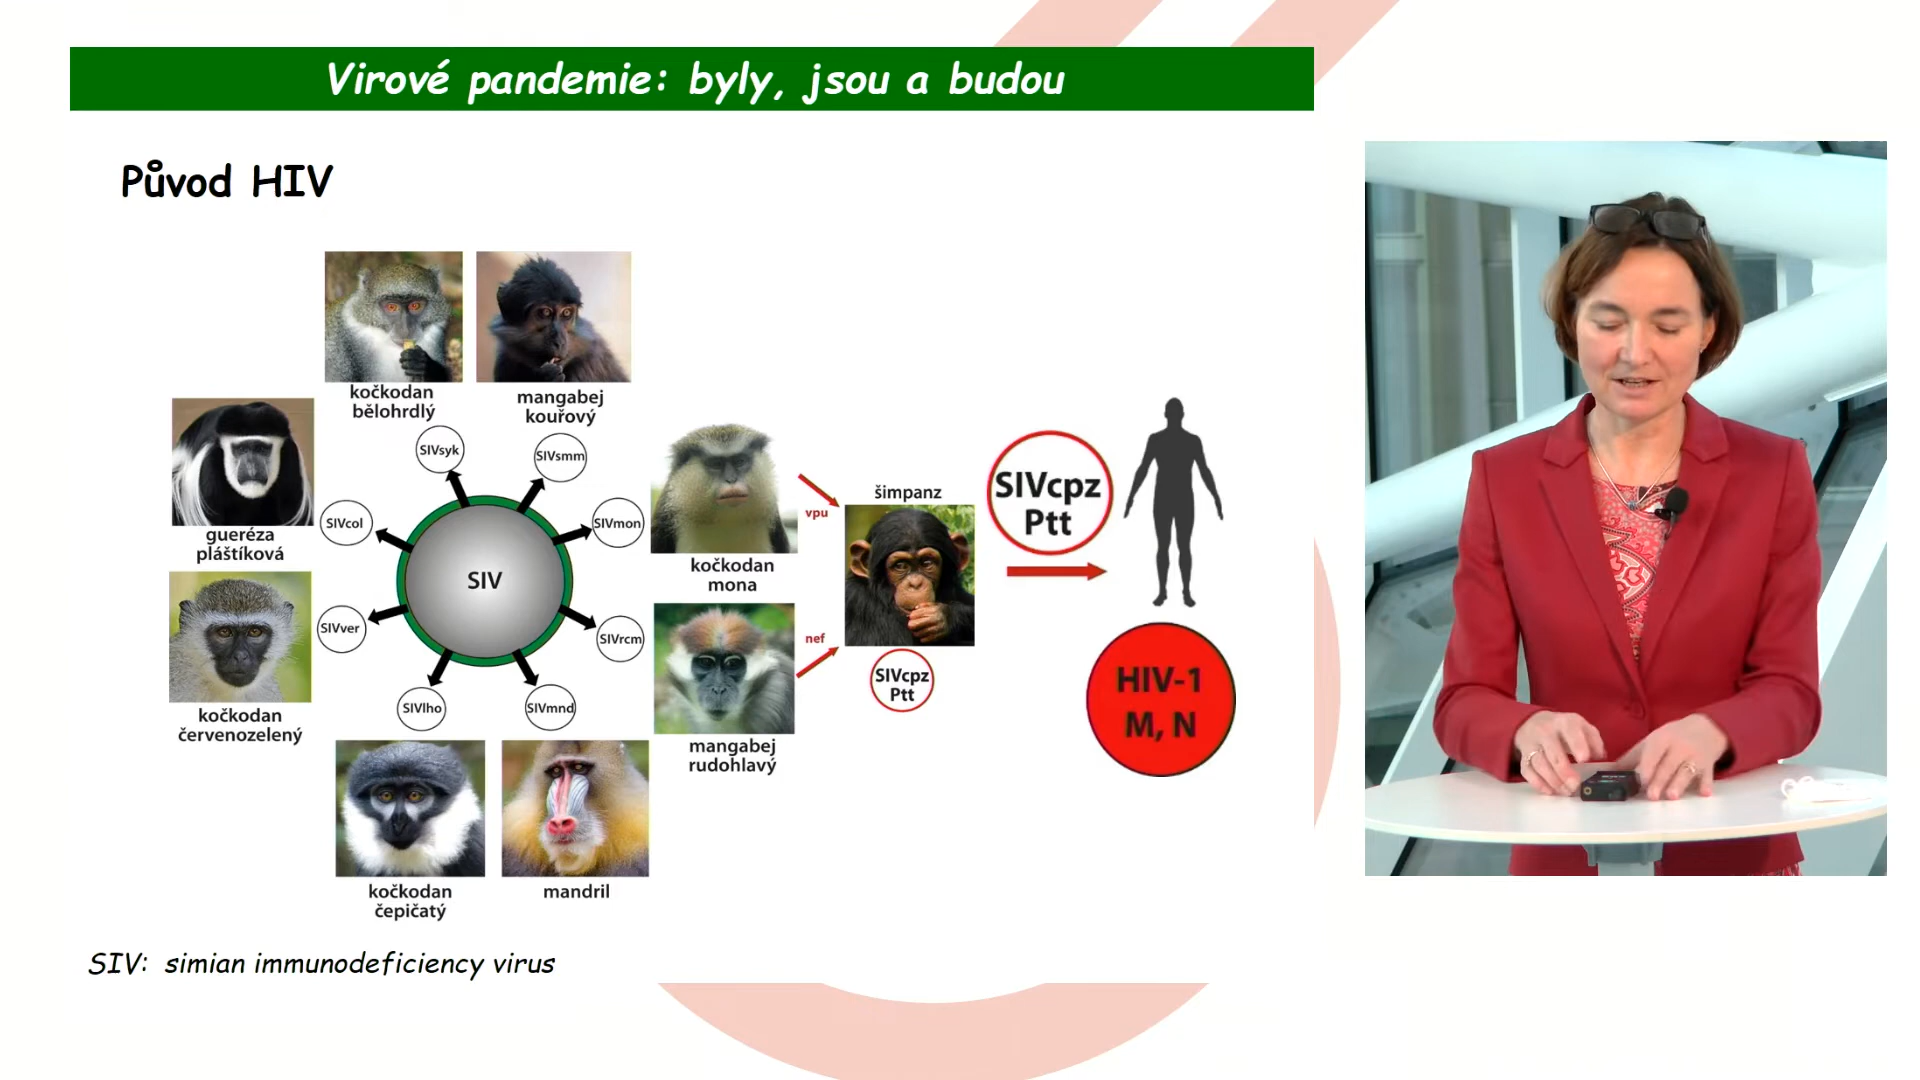 Virové pandemie: byly, jsou a budou
Původ HIV
kočkodan
bělohrdlý
mangabej
kouřový
SIVsyk
SIVsmm
gueréza
pláštíková
SIVcol
SIVmon
kočkodan
mona
vpu
šimpanz
SIVcpz
Ptt
SIV
kočkodan
červenozelený
SIVver
SIVrcm
mangabej
rudohlavý
nef
SIVcpz
Ptt
HIV-1
M, N
SIVlho
SIVmnd
kočkodan
čepičatý
mandril
SIV: simian immunodeficiency virus